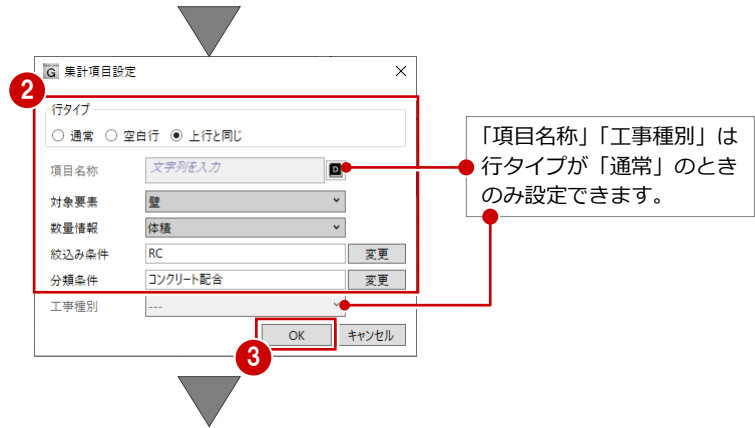 G 集計項目設定
2
行タイプ
通常 空白行 上行と同じ
項目名称 文字列を入力 D
対象要素 壁
数量情報 体積
絞込み条件 RC 変更
分類条件 コンクリート配合 変更
工事種別 ---
OK キャンセル
3
「項目名称」「工事種別」は
行タイプが「通常」のとき
のみ設定できます。